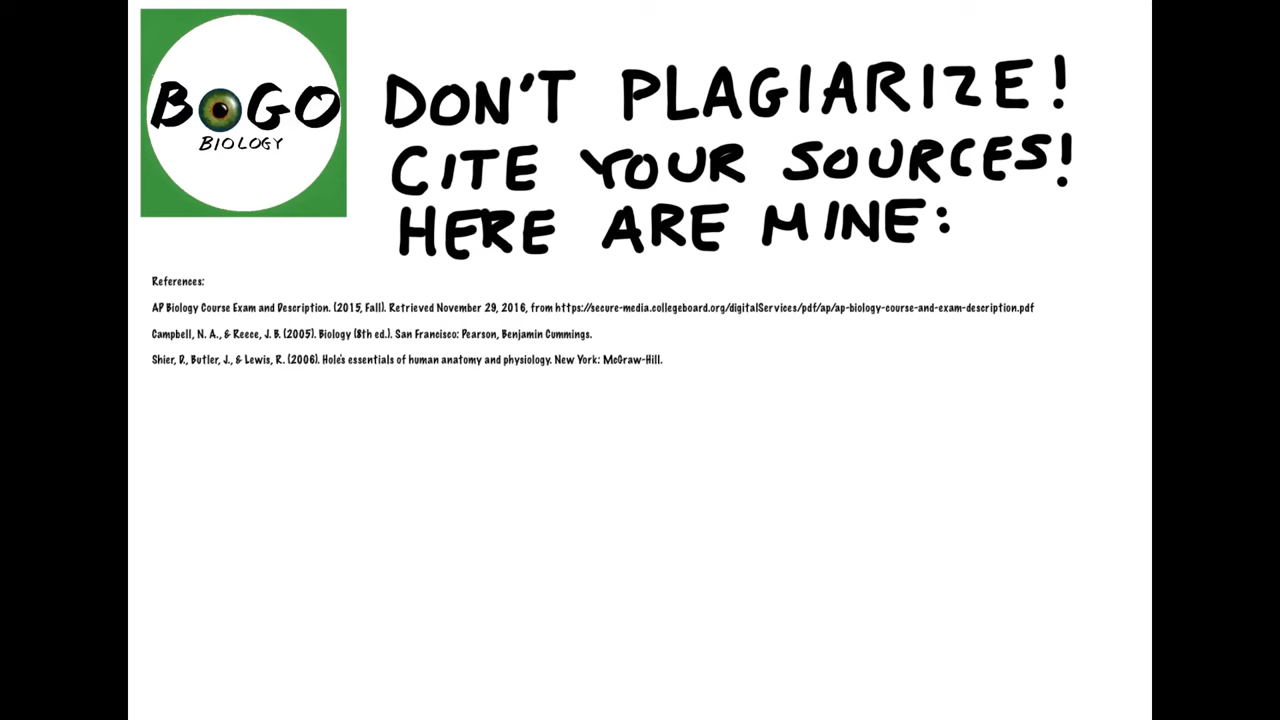 BOGO
BIOLOGY
DON'T PLAGIARIZE!
CITE YOUR SOURCES!
HERE ARE MINE:
References:
AP Biology Course Exam and Description. (2015, Fall). Retrieved November 29, 2016, from https://secure-media.collegeboard.org/digitalServices/pdf/ap/ap-biology-course-and-exam-description.pdf
Campbell, N. A., & Reece, J. B. (2005). Biology (8th ed.). San Francisco: Pearson, Benjamin Cummings.
Shier, D., Butler, J., & Lewis, R. (2006). Hole's essentials of human anatomy and physiology. New York: McGraw-Hill.